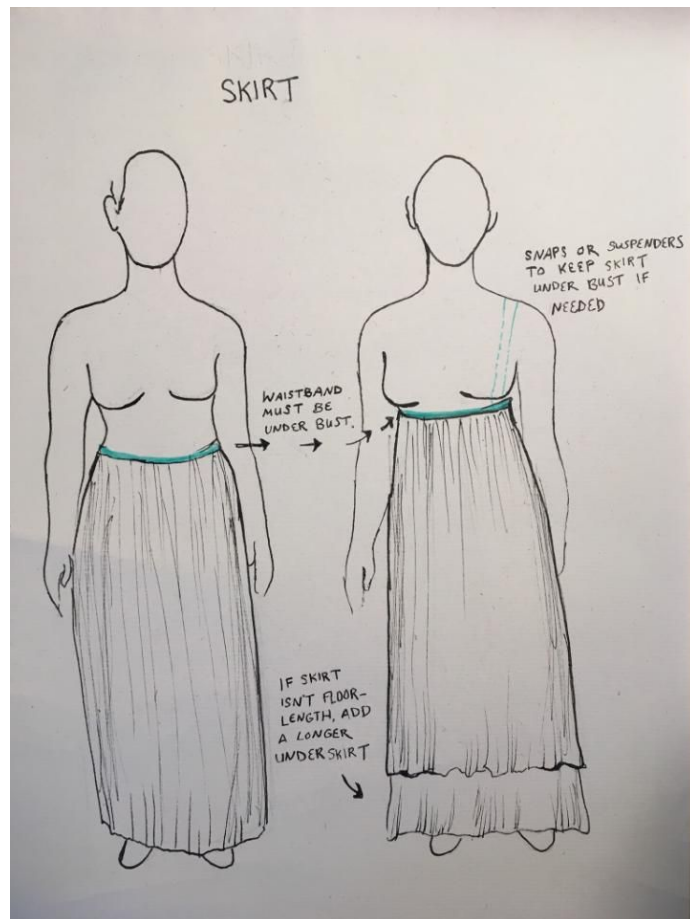 SKIRT
SNAPS OR SUSPENDERS
TO KEEP SKIRT
UNDER BUST IF
NEEDED
WAISTBAND
MUST BE
UNDER BUST.
IF SKIRT
ISN'T FLOOR-
LENGTH, ADD
A LONGER
UNDERSKIRT